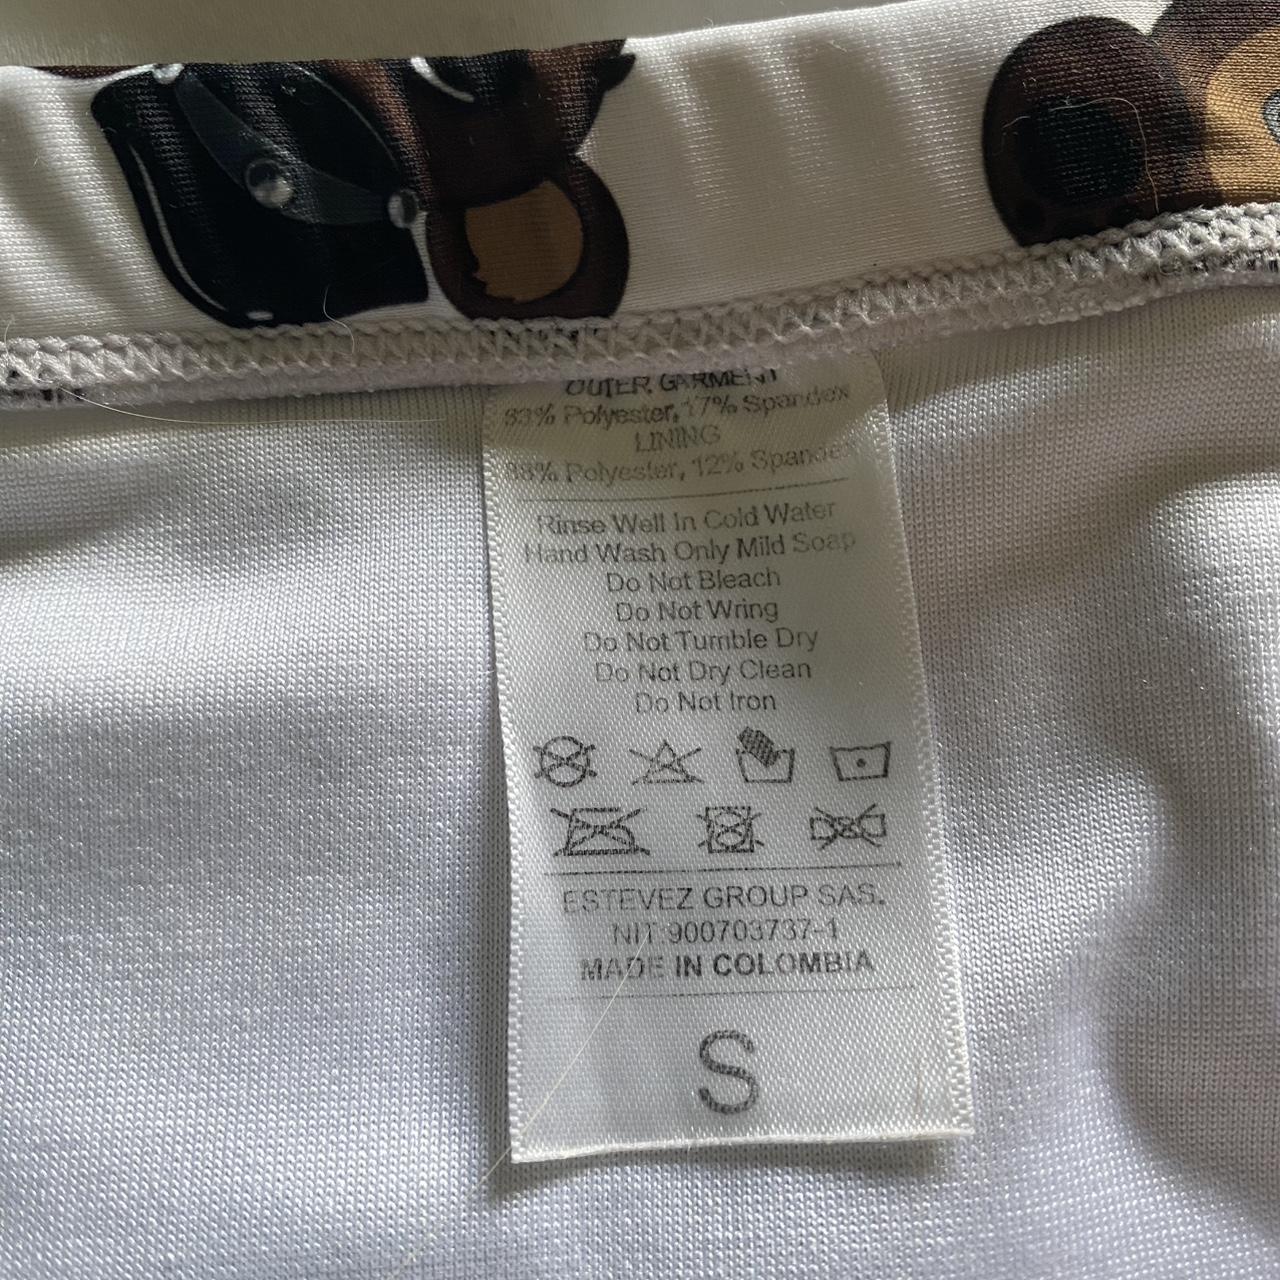 OUTER GARMENT
83% Polyester, 17% Spandex
LINING
88% Polyester, 12% Spandex
Rinse Well In Cold Water
Hand Wash Only Mild Soap
Do Not Bleach
Do Not Wring
Do Not Tumble Dry
Do Not Dry Clean
Do Not Iron
ESTEVEZ GROUP SAS.
NIT:900703737-1
MADE IN COLOMBIA
S